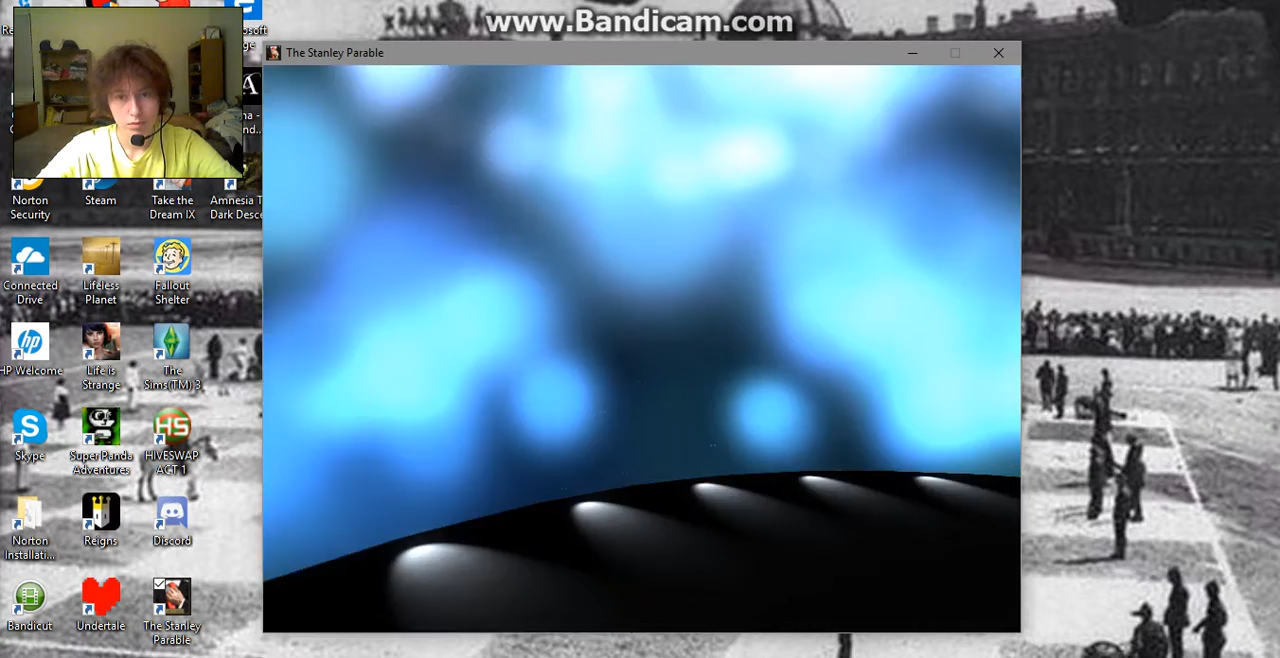 www.Bandicam.com
The Stanley Parable
Norton
Security
Steam
Take the
Dream IX
Amnesia T
Dark Desce
Connected
Drive
Lifeless
Planet
Fallout
Shelter
HP Welcome
Life is
Strange
The
Sims(TM) 3
Skype
Super Panda
Adventures
HIVESWAP
ACT 1
Norton
Installati...
Reigns
Discord
Bandicut
Undertale
The Stanley
Parable